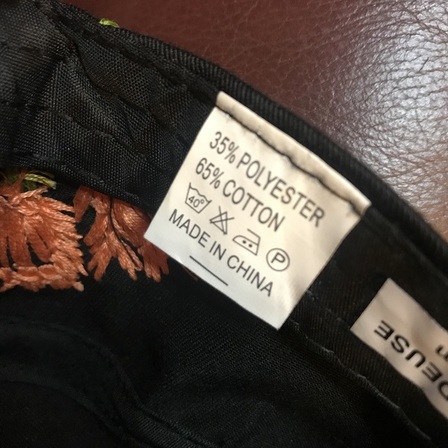 35% POLYESTER
65% COTTON
40° P
MADE IN CHINA